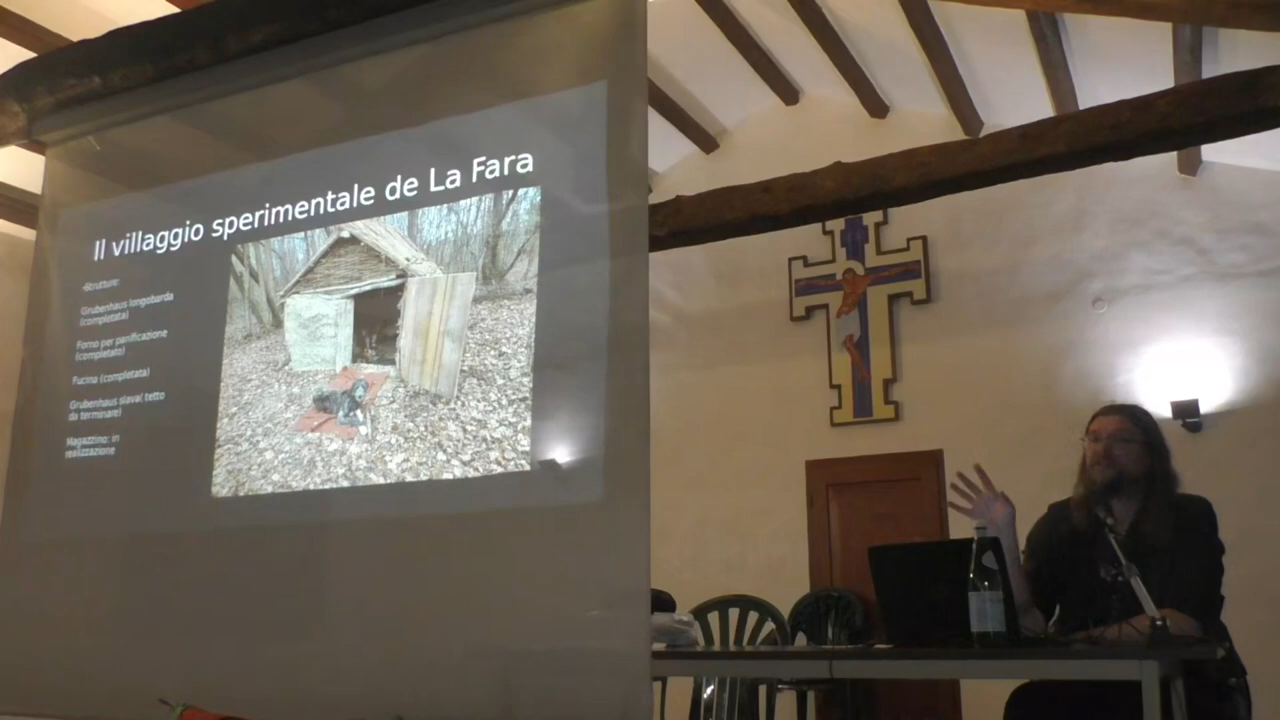 Il villaggio sperimentale de La Fara
-Strutture:
Grubenhaus longobarda
(completata)
Forno per panificazione
(completato)
Fucina (completata)
Grubenhaus slava( tetto
da terminare)
Magazzino: in
realizzazione